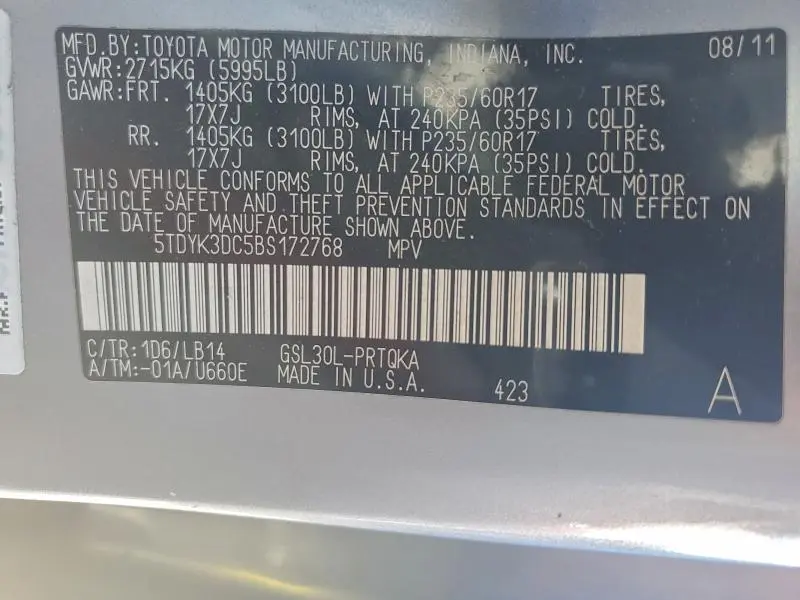 MFD.BY:TOYOTA MOTOR MANUFACTURING, INDIANA, INC. 08/11
GVWR:2715KG (5995LB)
GAWR:FRT. 1405KG (3100LB) WITH P235/60R17 TIRES,
17X7J RIMS, AT 240KPA (35PSI) COLD.
RR. 1405KG (3100LB) WITH P235/60R17 TIRES,
17X7J RIMS, AT 240KPA (35PSI) COLD.
THIS VEHICLE CONFORMS TO ALL APPLICABLE FEDERAL MOTOR
VEHICLE SAFETY AND THEFT PREVENTION STANDARDS IN EFFECT ON
THE DATE OF MANUFACTURE SHOWN ABOVE.
5TDYK3DC5BS172768 MPV
C/TR:1D6/LB14 GSL30L-PRTQKA
A/TM:-01A/U660E MADE IN U.S.A. 423 A